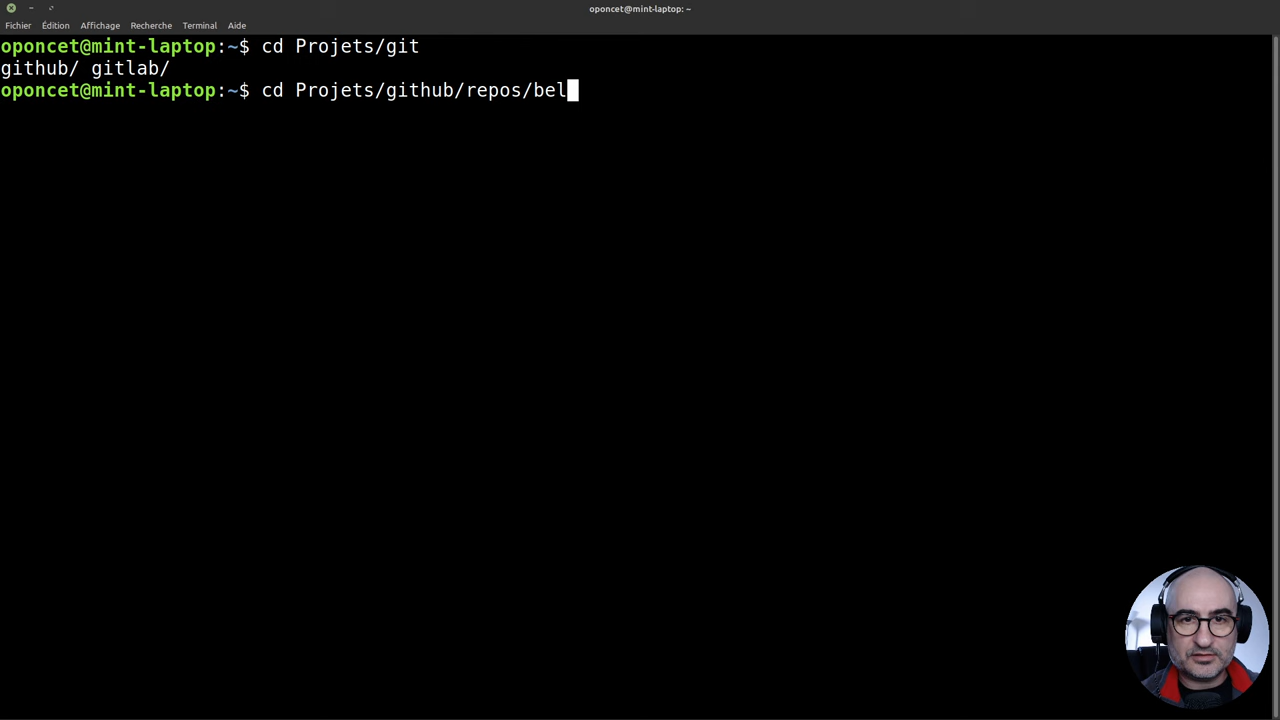 oponcet@mint-laptop: ~
Fichier Édition Affichage Recherche Terminal Aide
oponcet@mint-laptop:~$ cd Projets/git
github/ gitlab/
oponcet@mint-laptop:~$ cd Projets/github/repos/bel